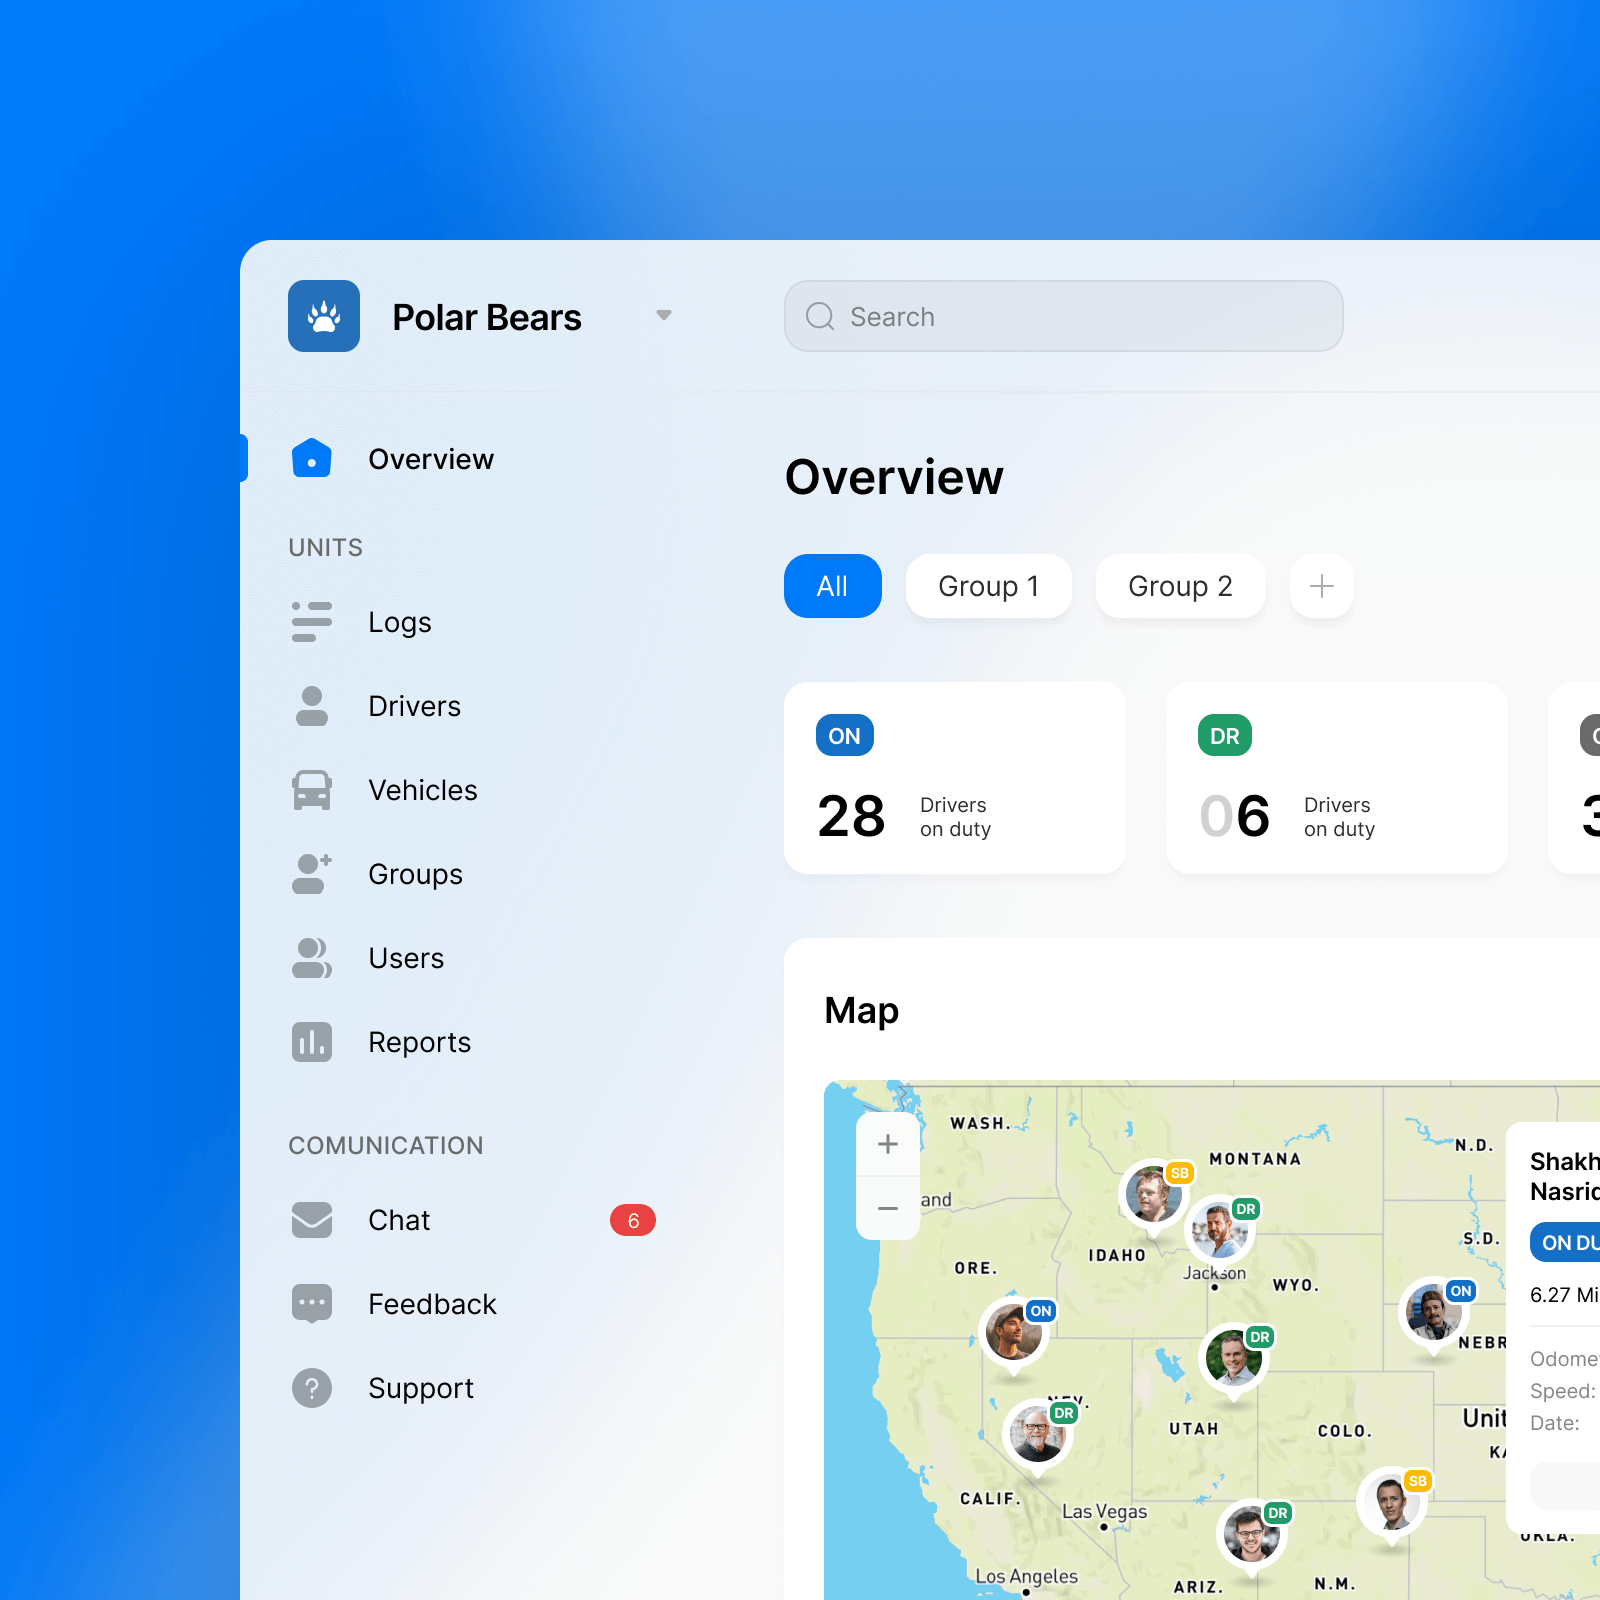 Polar Bears
Search
Overview
UNITS
Logs
Drivers
Vehicles
Groups
Users
Reports
COMUNICATION
Chat
6
Feedback
Support
Overview
All
Group 1
Group 2
ON
28
Drivers
on duty
DR
06
Drivers
on duty
3
Map
WASH.
MONTANA
N.D.
and
SB
DR
IDAHO
Jackson
WYO.
S.D.
ORE.
ON
DR
ON
NEBR
NEV.
DR
UTAH
COLO.
Unit
KA
CALIF.
Las Vegas
SB
DR
OKLA.
Los Angeles
ARIZ.
N.M.
Shakh
Nasrid
ON DU
6.27 Mi
Odome
Speed:
Date: